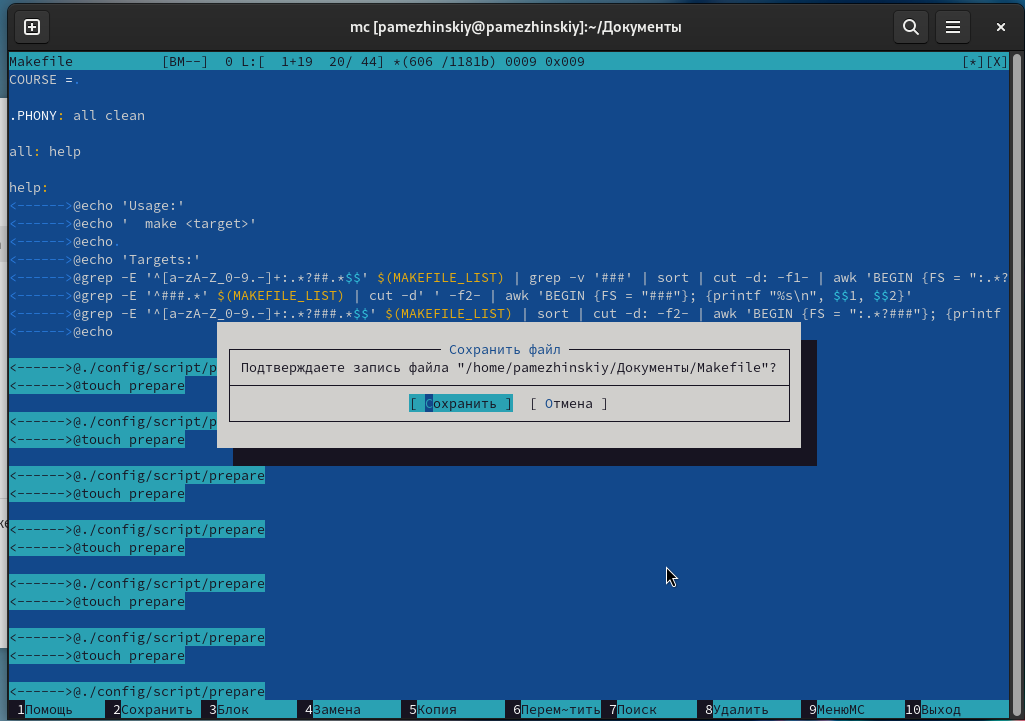 mc [pamezhinskiy@pamezhinskiy]:~/Документы
Makefile [BM--] 0 L:[ 1+19 20/ 44] *(606 /1181b) 0009 0x009 [*][X]
COURSE =.
.PHONY: all clean
all: help
help:
<------>@echo 'Usage:'
<------>@echo '  make <target>'
<------>@echo.
<------>@echo 'Targets:'
<------>@grep -E '^[a-zA-Z_0-9.-]+:.*?##.*$$' $(MAKEFILE_LIST) | grep -v '###' | sort | cut -d: -f1- | awk 'BEGIN {FS = ":.*?
<------>@grep -E '^###.*' $(MAKEFILE_LIST) | cut -d' ' -f2- | awk 'BEGIN {FS = "###"}; {printf "%s\n", $$1, $$2}'
<------>@grep -E '^[a-zA-Z_0-9.-]+:.*?###.*$$' $(MAKEFILE_LIST) | sort | cut -d: -f2- | awk 'BEGIN {FS = ":.*?###"}; {printf
<------>@echo
Сохранить файл
Подтверждаете запись файла "/home/pamezhinskiy/Документы/Makefile"?
[ Сохранить ] [ Отмена ]
<------>@./config/script/p
<------>@touch prepare
<------>@./config/script/p
<------>@touch prepare
<------>@./config/script/prepare
<------>@touch prepare
<------>@./config/script/prepare
<------>@touch prepare
<------>@./config/script/prepare
<------>@touch prepare
<------>@./config/script/prepare
<------>@touch prepare
<------>@./config/script/prepare
1Помощь 2Сохранить 3Блок 4Замена 5Копия 6Перем~тить 7Поиск 8Удалить 9МенюMC 10Выход